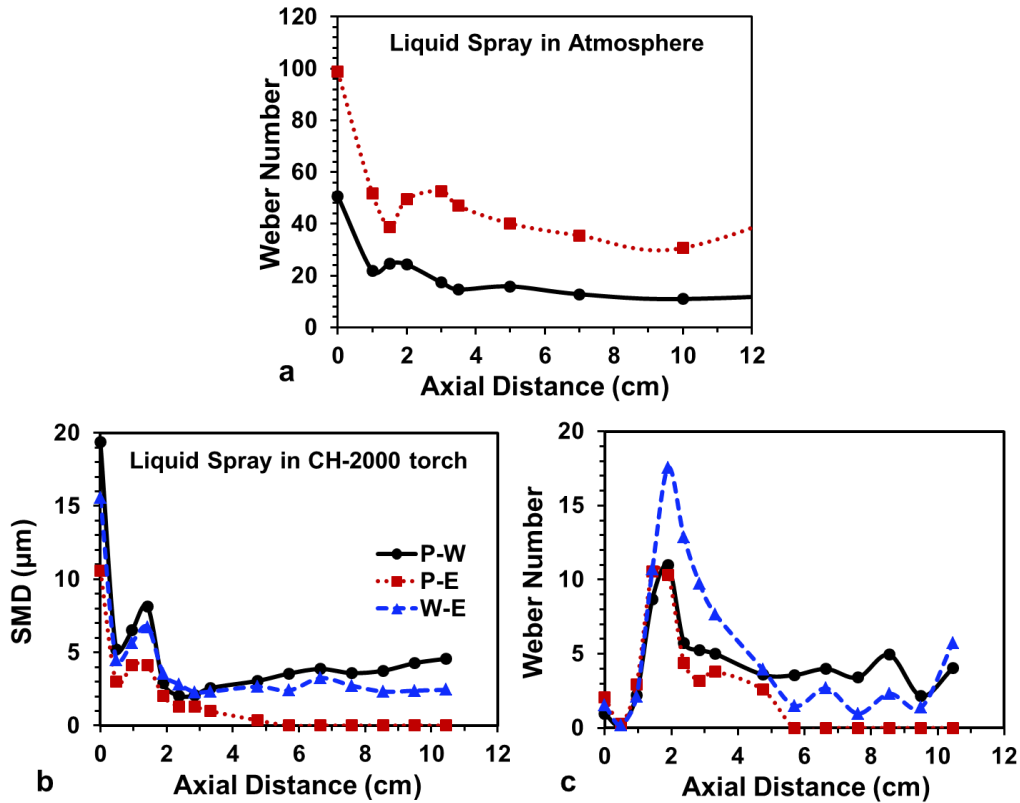 120
Liquid Spray in Atmosphere
100
80
60
40
20
0
Weber Number
0 2 4 6 8 10 12
a Axial Distance (cm)
20
Liquid Spray in CH-2000 torch
15
10
5
0
SMD (μm)
P-W
P-E
W-E
0 2 4 6 8 10 12
b Axial Distance (cm)
20
15
10
5
0
Weber Number
0 2 4 6 8 10 12
c Axial Distance (cm)